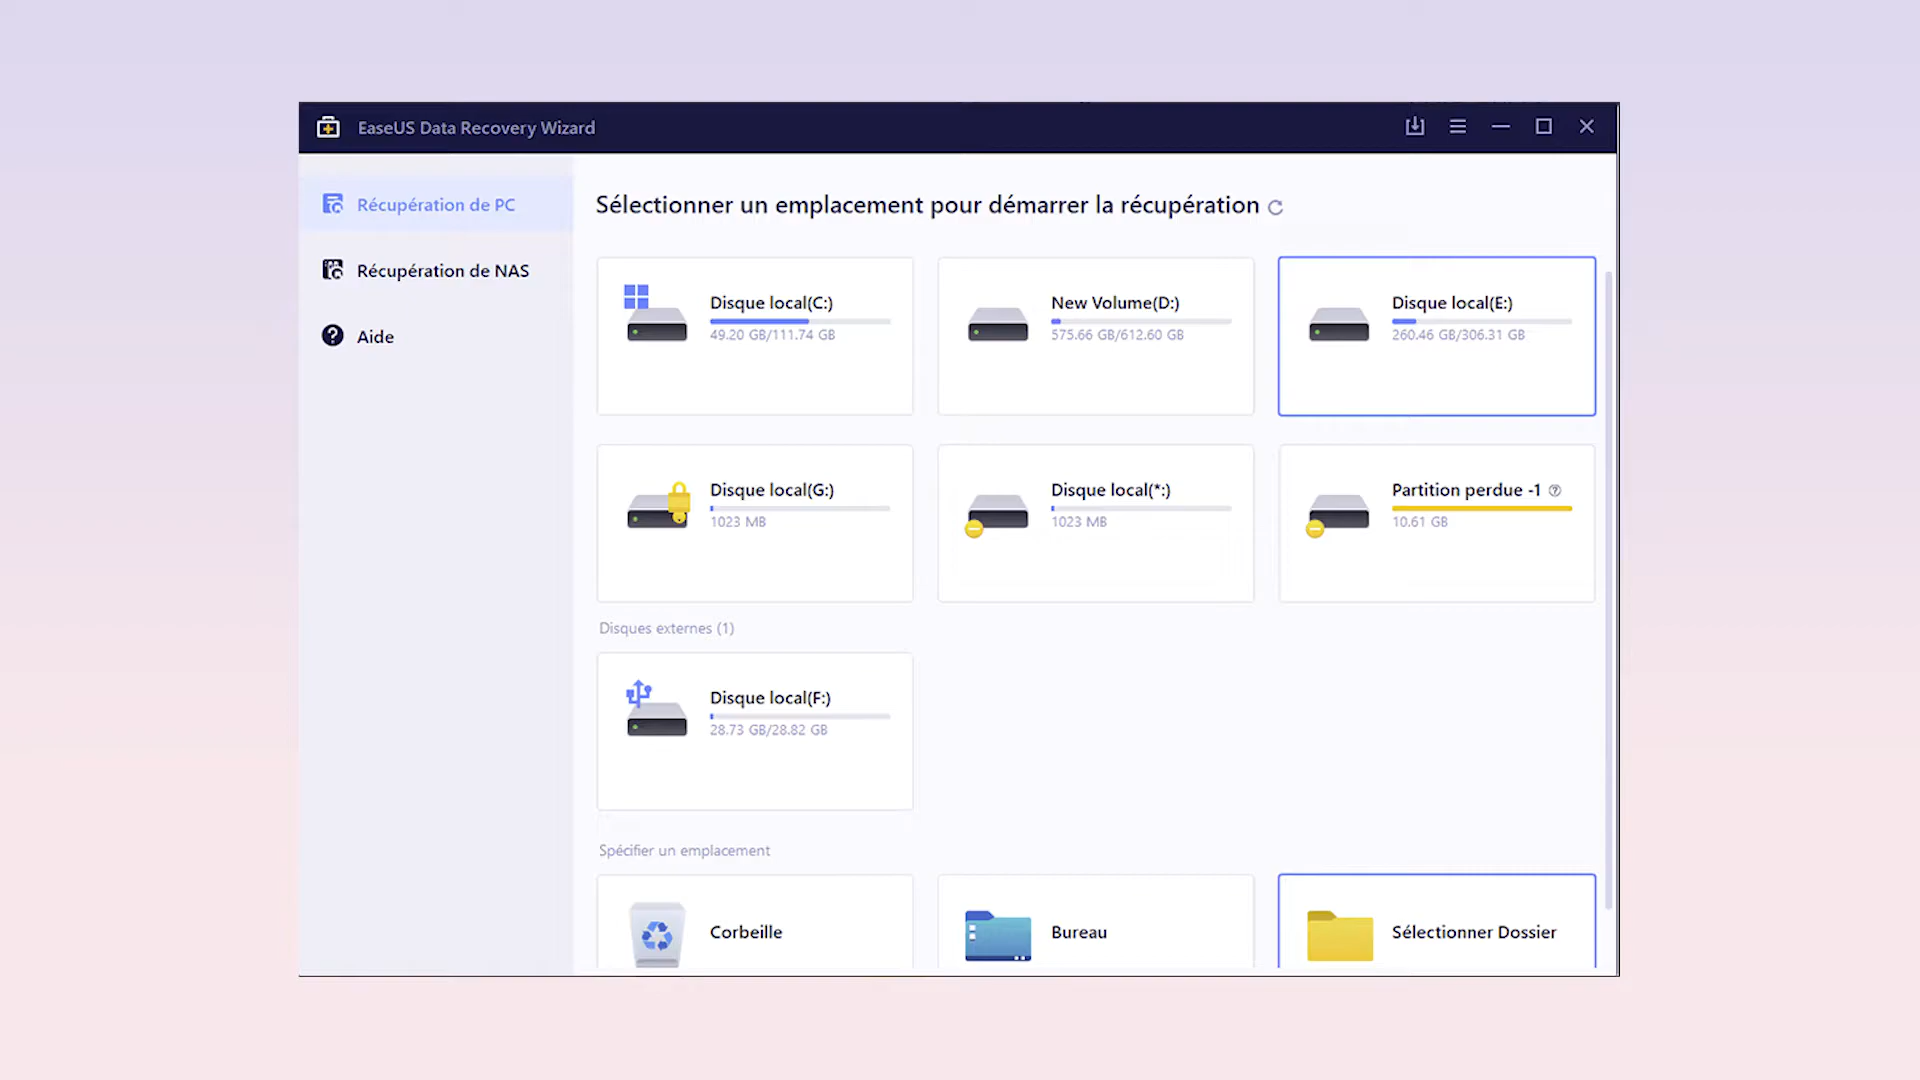 EaseUS Data Recovery Wizard
Récupération de PC
Récupération de NAS
Aide
Sélectionner un emplacement pour démarrer la récupération
Disque local(C:)
49.20 GB/111.74 GB
New Volume(D:)
575.66 GB/612.60 GB
Disque local(E:)
260.46 GB/306.31 GB
Disque local(G:)
1023 MB
Disque local(*:)
1023 MB
Partition perdue -1
10.61 GB
Disques externes (1)
Disque local(F:)
28.73 GB/28.82 GB
Spécifier un emplacement
Corbeille
Bureau
Sélectionner Dossier